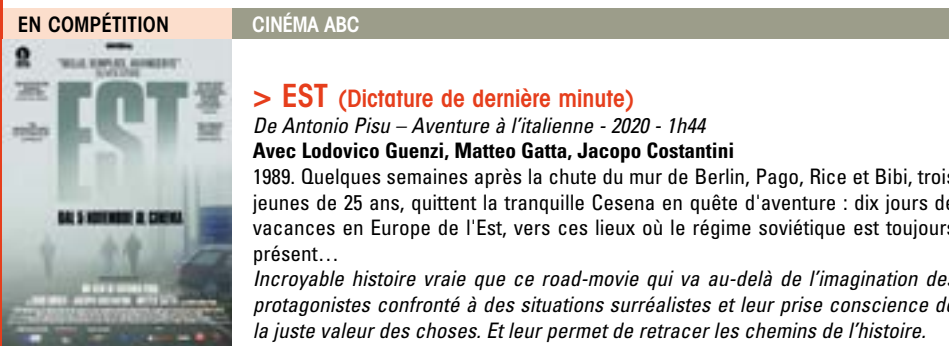 EN COMPÉTITION
CINÉMA ABC
EST
DAL 5 NOVEMBRE AL CINEMA
> EST (Dictature de dernière minute)
De Antonio Pisu – Aventure à l'italienne - 2020 - 1h44
Avec Lodovico Guenzi, Matteo Gatta, Jacopo Costantini
1989. Quelques semaines après la chute du mur de Berlin, Pago, Rice et Bibi, trois
jeunes de 25 ans, quittent la tranquille Cesena en quête d'aventure : dix jours de
vacances en Europe de l'Est, vers ces lieux où le régime soviétique est toujours
présent…
Incroyable histoire vraie que ce road-movie qui va au-delà de l'imagination des
protagonistes confronté à des situations surréalistes et leur prise conscience de
la juste valeur des choses. Et leur permet de retracer les chemins de l'histoire.